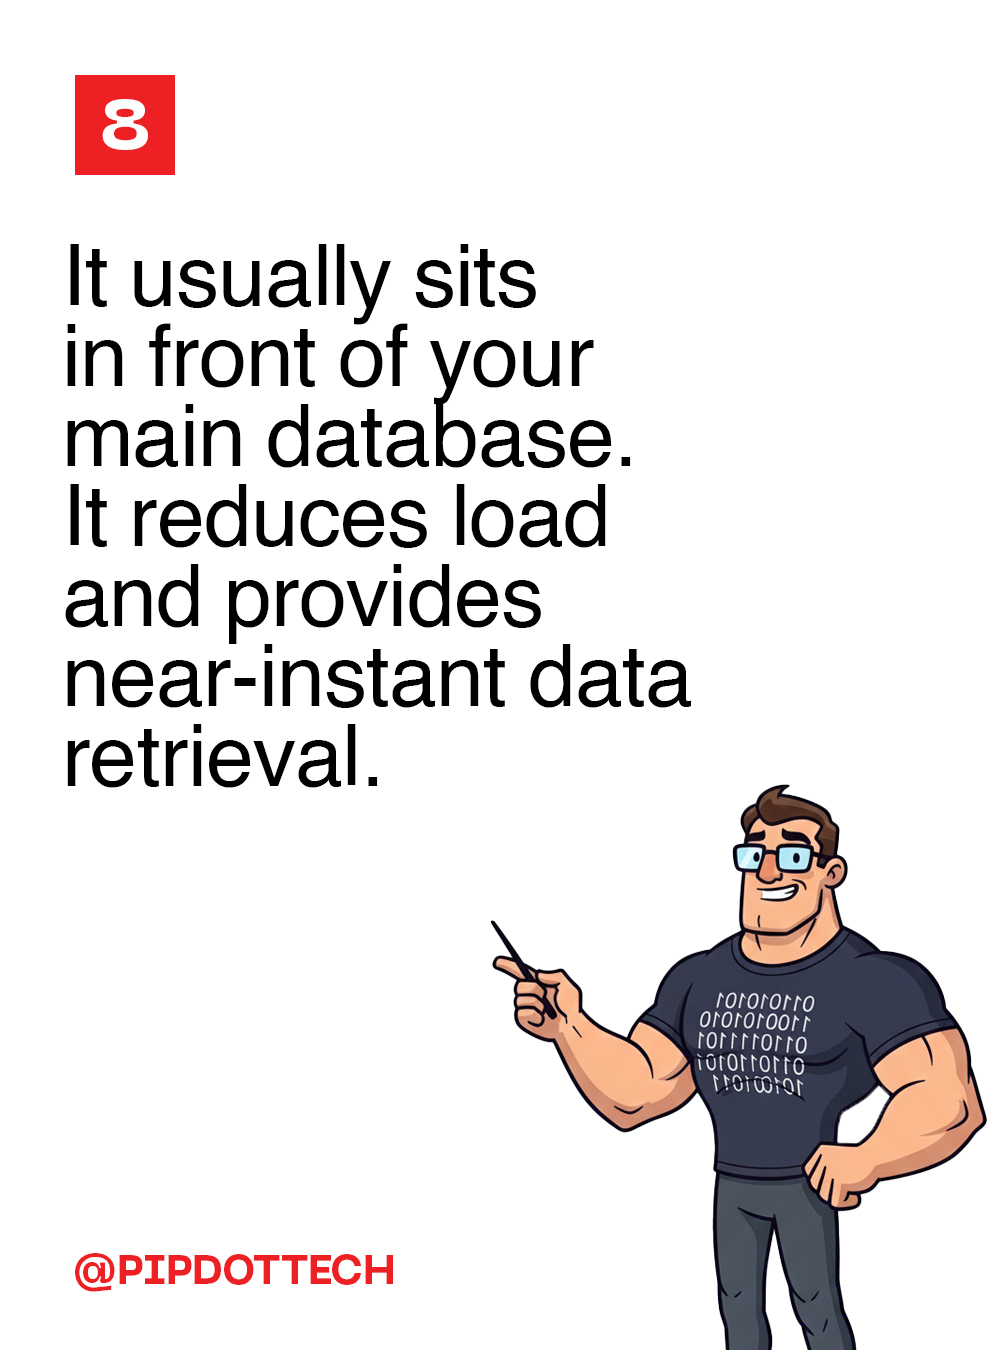 8
It usually sits
in front of your
main database.
It reduces load
and provides
near-instant data
retrieval.
@PIPDOTTECH